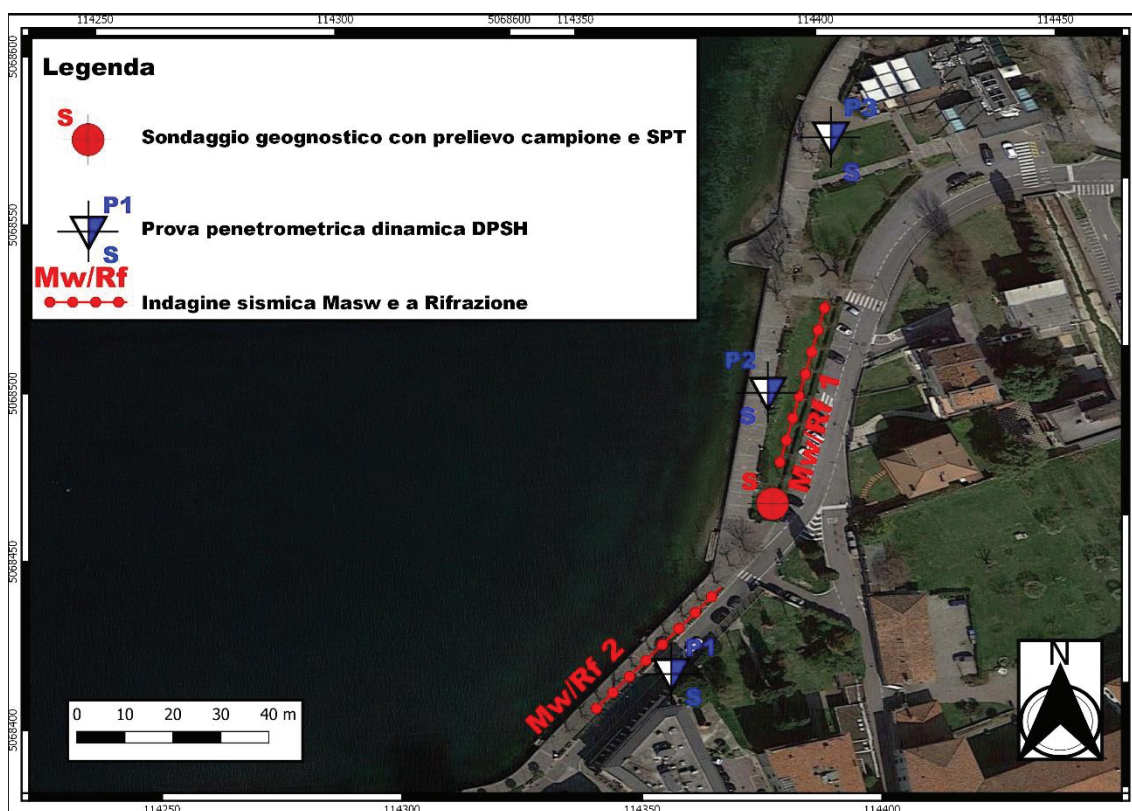 114250 114300 5068600 114350 114400 114450
5068600
5068550
5068500
5068450
5068400
Legenda
S
Sondaggio geognostico con prelievo campione e SPT
P1
S
Prova penetrometrica dinamica DPSH
Mw/Rf
Indagine sismica Masw e a Rifrazione
P3
S
P2
S
Mw/Rf 1
S
P1
S
Mw/Rf 2
N
0 10 20 30 40 m
114250 114300 114350 114400